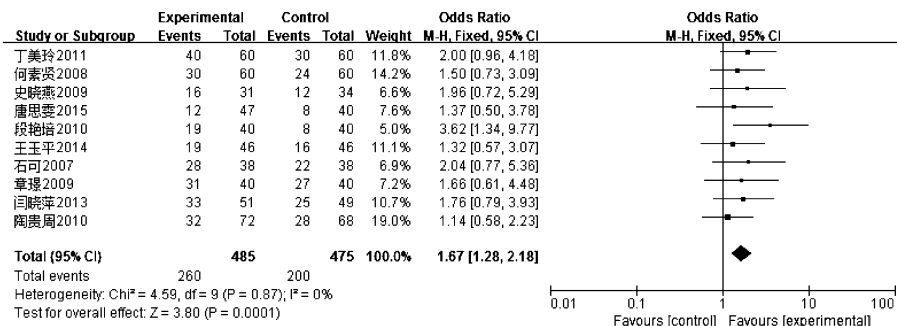 Experimental Control Odds Ratio Odds Ratio
Study or Subgroup Events Total Events Total Weight M-H, Fixed, 95% CI M-H, Fixed, 95% CI
丁美玲2011 40 60 30 60 11.8% 2.00 [0.96, 4.18]
何素贤2008 30 60 24 60 14.2% 1.50 [0.73, 3.09]
史晓燕2009 16 31 12 34 6.6% 1.96 [0.72, 5.29]
唐思雯2015 12 47 8 40 7.6% 1.37 [0.50, 3.78]
段艳培2010 19 40 8 40 5.0% 3.62 [1.34, 9.77]
王玉平2014 19 46 16 46 11.1% 1.32 [0.57, 3.07]
石可2007 28 38 22 38 6.9% 2.04 [0.77, 5.36]
章璟2009 31 40 27 40 7.2% 1.66 [0.61, 4.48]
闫晓萍2013 33 51 25 49 10.7% 1.76 [0.79, 3.93]
陶贵周2010 32 72 28 68 19.0% 1.14 [0.58, 2.23]
Total (95% CI) 485 475 100.0% 1.67 [1.28, 2.18]
Total events 260 200
Heterogeneity: Chi² = 4.59, df = 9 (P = 0.87); I² = 0%
Test for overall effect: Z = 3.80 (P = 0.0001)
0.01 0.1 1 10 100
Favours [control] Favours [experimental]